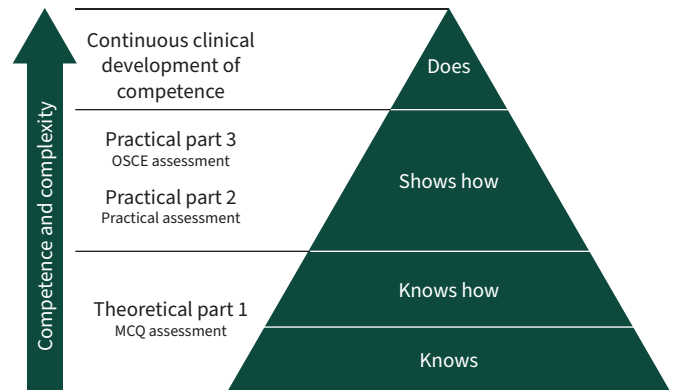 Continuous clinical
development of
competence
Does
Practical part 3
OSCE assessment
Practical part 2
Practical assessment
Shows how
Knows how
Theoretical part 1
MCQ assessment
Knows
Competence and complexity